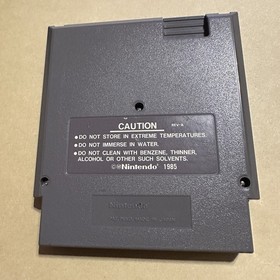 CAUTION REV-A
• DO NOT STORE IN EXTREME TEMPERATURES.
• DO NOT IMMERSE IN WATER.
• DO NOT CLEAN WITH BENZENE, THINNER,
ALCOHOL OR OTHER SUCH SOLVENTS.
©®Nintendo® 1985